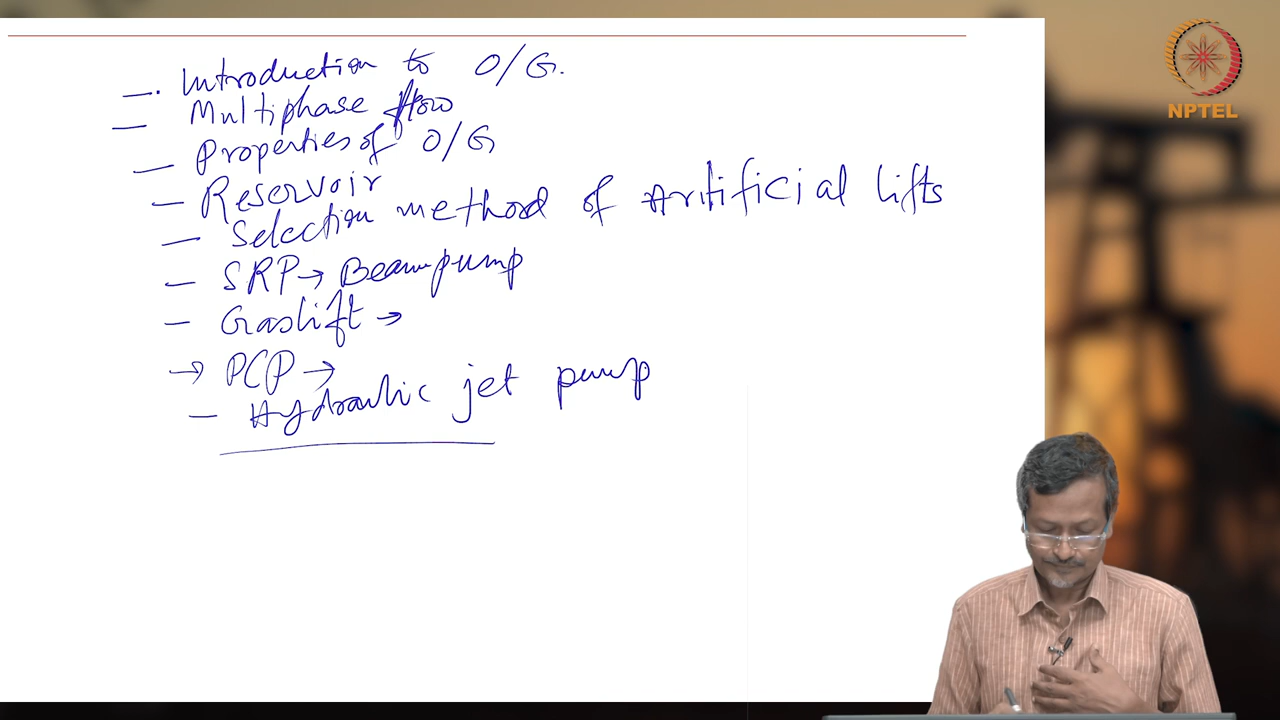 —. Introduction to O/G.
— Multiphase flow
— Properties of O/G
— Reservoir
— Selection method of Artificial lifts
— SRP → Beam pump
— Gaslift →
→ PCP →
— Hydraulic jet pump
NPTEL